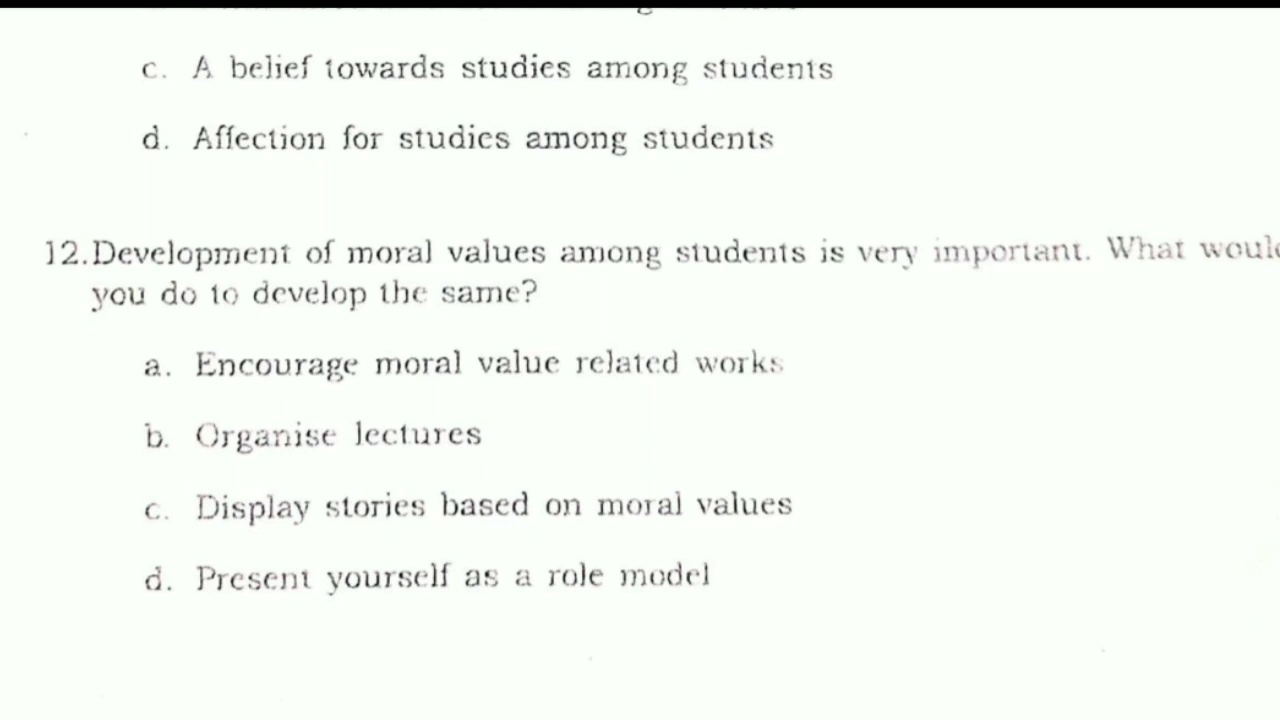 c. A belief towards studies among students
d. Affection for studies among students
12.Development of moral values among students is very important. What
you do to develop the same?
a. Encourage moral value related works
b. Organise lectures
c. Display stories based on moral values
d. Present yourself as a role model